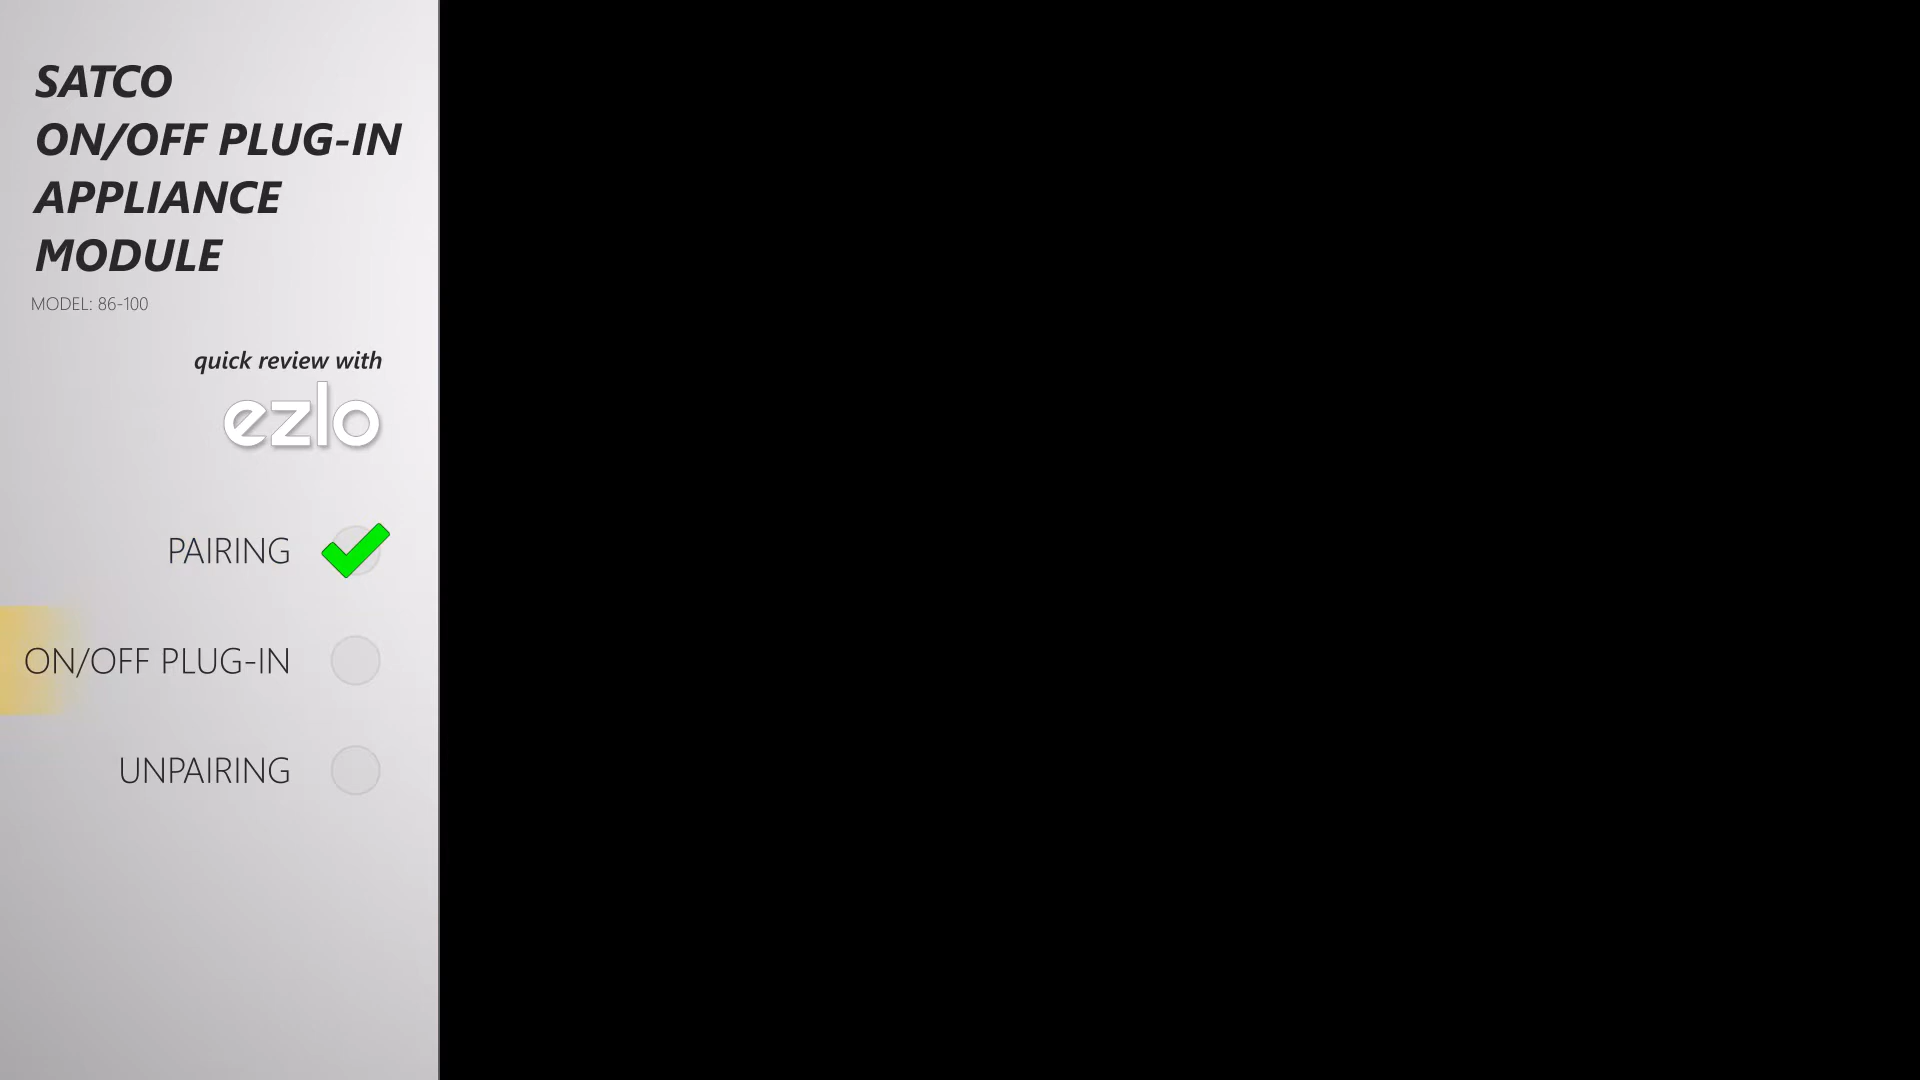 SATCO
ON/OFF PLUG-IN
APPLIANCE
MODULE
MODEL: 86-100
quick review with
ezlo
PAIRING
ON/OFF PLUG-IN
UNPAIRING